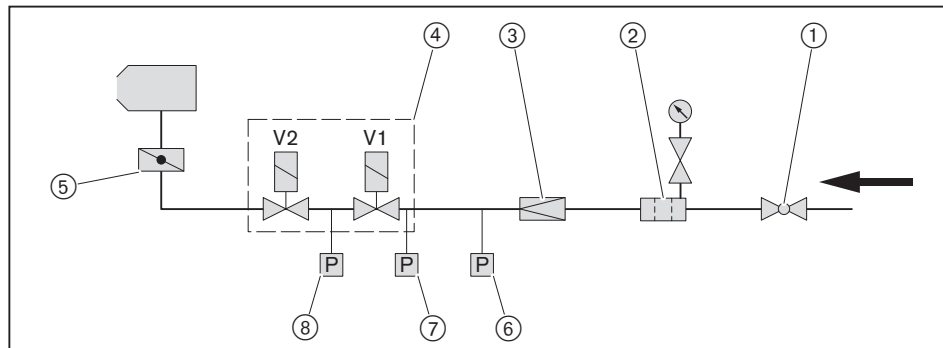 ④ ③ ② ①
V2 V1
⑤
P P P
⑧ ⑦ ⑥